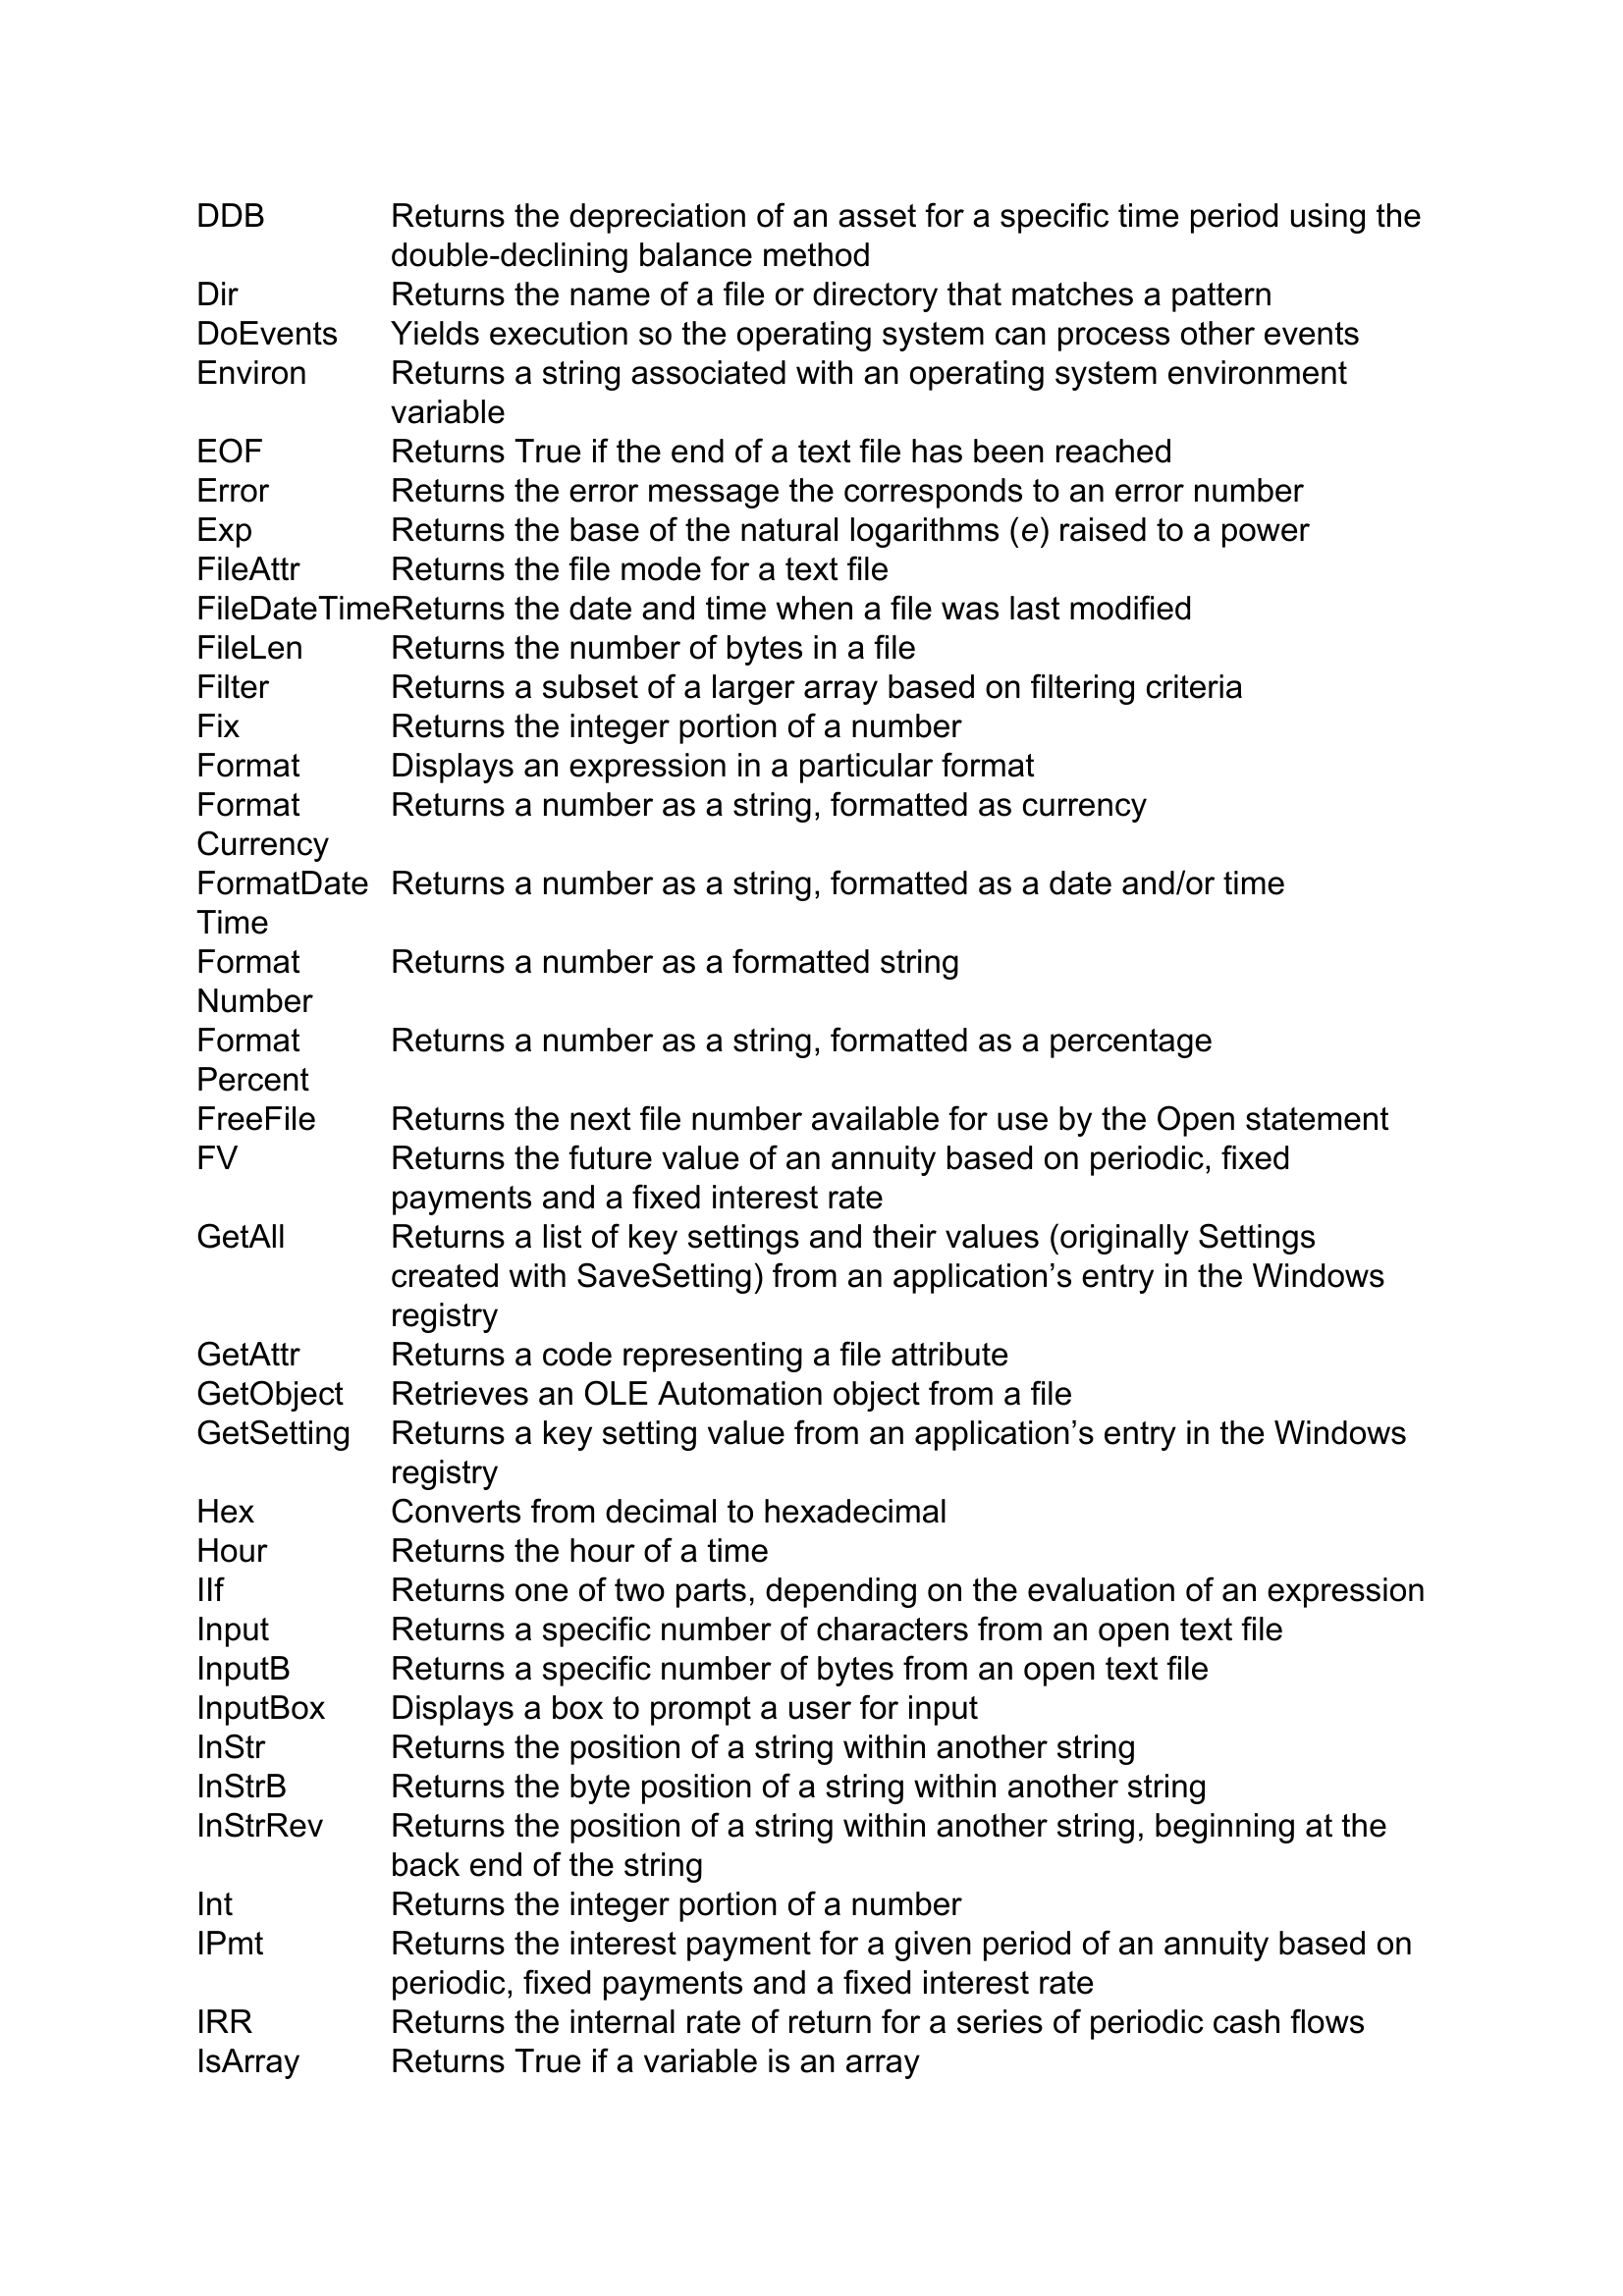 DDB Returns the depreciation of an asset for a specific time period using the
double-declining balance method
Dir Returns the name of a file or directory that matches a pattern
DoEvents Yields execution so the operating system can process other events
Environ Returns a string associated with an operating system environment
variable
EOF Returns True if the end of a text file has been reached
Error Returns the error message the corresponds to an error number
Exp Returns the base of the natural logarithms (e) raised to a power
FileAttr Returns the file mode for a text file
FileDateTimeReturns the date and time when a file was last modified
FileLen Returns the number of bytes in a file
Filter Returns a subset of a larger array based on filtering criteria
Fix Returns the integer portion of a number
Format Displays an expression in a particular format
Format Returns a number as a string, formatted as currency
Currency
FormatDate Returns a number as a string, formatted as a date and/or time
Time
Format Returns a number as a formatted string
Number
Format Returns a number as a string, formatted as a percentage
Percent
FreeFile Returns the next file number available for use by the Open statement
FV Returns the future value of an annuity based on periodic, fixed
payments and a fixed interest rate
GetAll Returns a list of key settings and their values (originally Settings
created with SaveSetting) from an application’s entry in the Windows
registry
GetAttr Returns a code representing a file attribute
GetObject Retrieves an OLE Automation object from a file
GetSetting Returns a key setting value from an application’s entry in the Windows
registry
Hex Converts from decimal to hexadecimal
Hour Returns the hour of a time
IIf Returns one of two parts, depending on the evaluation of an expression
Input Returns a specific number of characters from an open text file
InputB Returns a specific number of bytes from an open text file
InputBox Displays a box to prompt a user for input
InStr Returns the position of a string within another string
InStrB Returns the byte position of a string within another string
InStrRev Returns the position of a string within another string, beginning at the
back end of the string
Int Returns the integer portion of a number
IPmt Returns the interest payment for a given period of an annuity based on
periodic, fixed payments and a fixed interest rate
IRR Returns the internal rate of return for a series of periodic cash flows
IsArray Returns True if a variable is an array